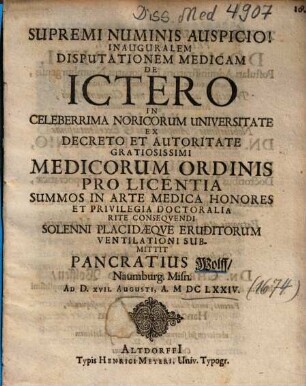 Diss. Med 4907
SUPREMI NUMINIS AUSPICIO!
INAUGURALEM
DISPUTATIONEM MEDICAM
DE
ICTERO
IN
CELEBERRIMA NORICORUM UNIVERSITATE
EX
DECRETO ET AUTORITATE
GRATIOSISSIMI
MEDICORUM ORDINIS
PRO LICENTIA
SUMMOS IN ARTE MEDICA HONORES
ET PRIVILEGIA DOCTORALIA
RITE CONSEQVENDI
SOLENNI PLACIDÆQVE ERUDITORUM
VENTILATIONI SUB-
MITTIT
PANCRATIUS Wolff/
Naumburg. Misn.
AD D. XVII. AUGUSTI, A. M DC LXXIV.
(1674)
ALTDORFFI
Typis HENRICI MEYERI, Univ. Typogr.